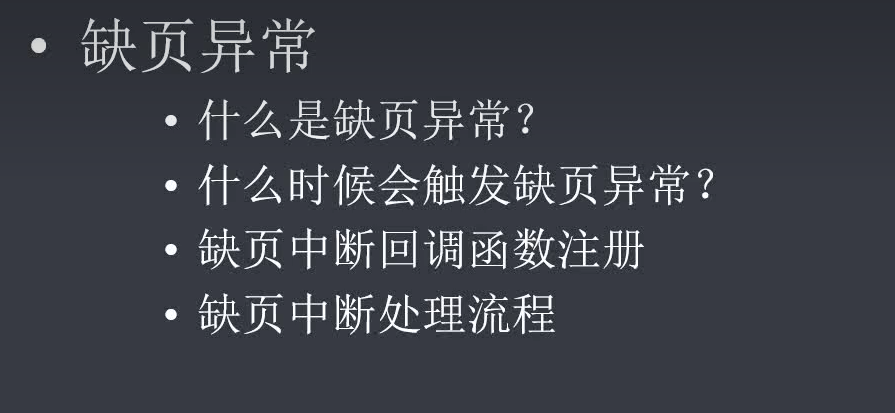 • 缺页异常
• 什么是缺页异常？
• 什么时候会触发缺页异常？
• 缺页中断回调函数注册
• 缺页中断处理流程